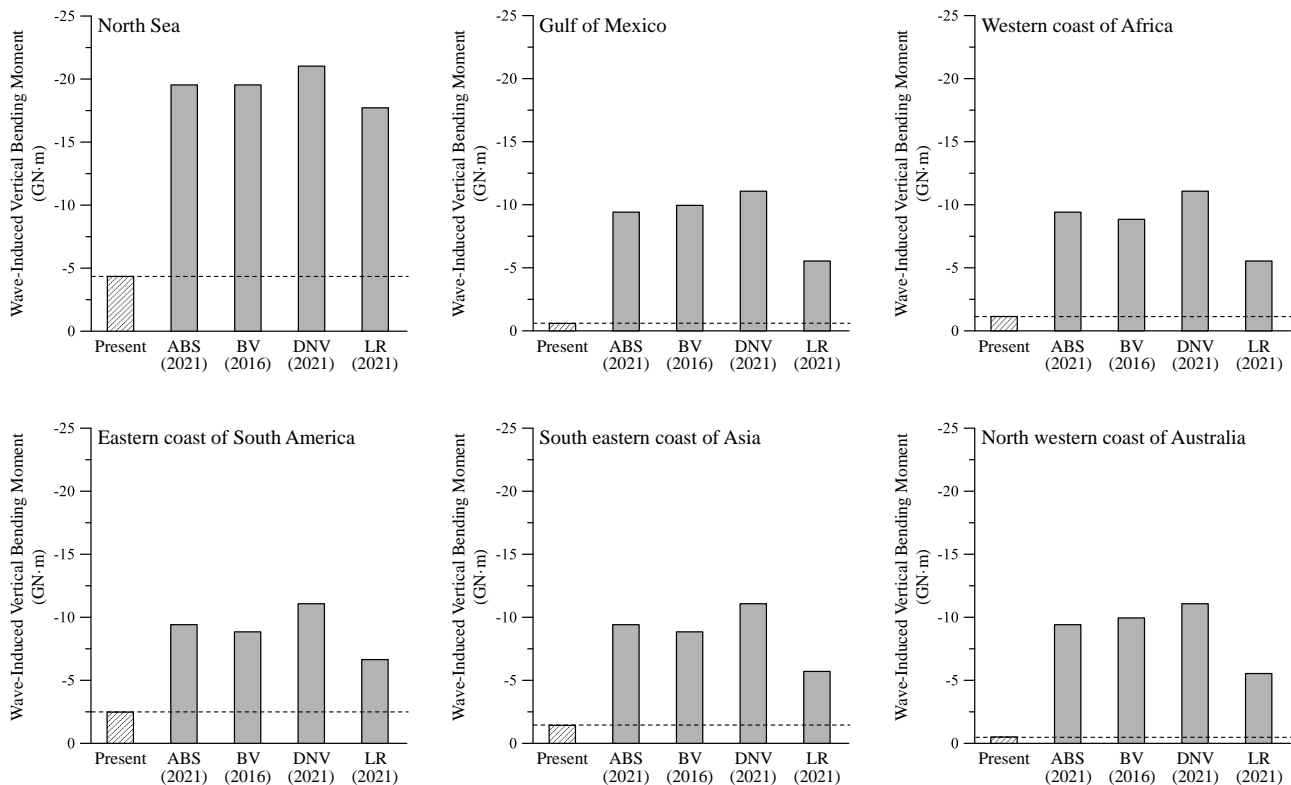 North Sea
Wave-Induced Vertical Bending Moment
(GN·m)
-25
-20
-15
-10
-5
0
Present
ABS
(2021)
BV
(2016)
DNV
(2021)
LR
(2021)
Gulf of Mexico
Wave-Induced Vertical Bending Moment
(GN·m)
-25
-20
-15
-10
-5
0
Present
ABS
(2021)
BV
(2016)
DNV
(2021)
LR
(2021)
Western coast of Africa
Wave-Induced Vertical Bending Moment
(GN·m)
-25
-20
-15
-10
-5
0
Present
ABS
(2021)
BV
(2016)
DNV
(2021)
LR
(2021)
Eastern coast of South America
Wave-Induced Vertical Bending Moment
(GN·m)
-25
-20
-15
-10
-5
0
Present
ABS
(2021)
BV
(2016)
DNV
(2021)
LR
(2021)
South eastern coast of Asia
Wave-Induced Vertical Bending Moment
(GN·m)
-25
-20
-15
-10
-5
0
Present
ABS
(2021)
BV
(2016)
DNV
(2021)
LR
(2021)
North western coast of Australia
Wave-Induced Vertical Bending Moment
(GN·m)
-25
-20
-15
-10
-5
0
Present
ABS
(2021)
BV
(2016)
DNV
(2021)
LR
(2021)